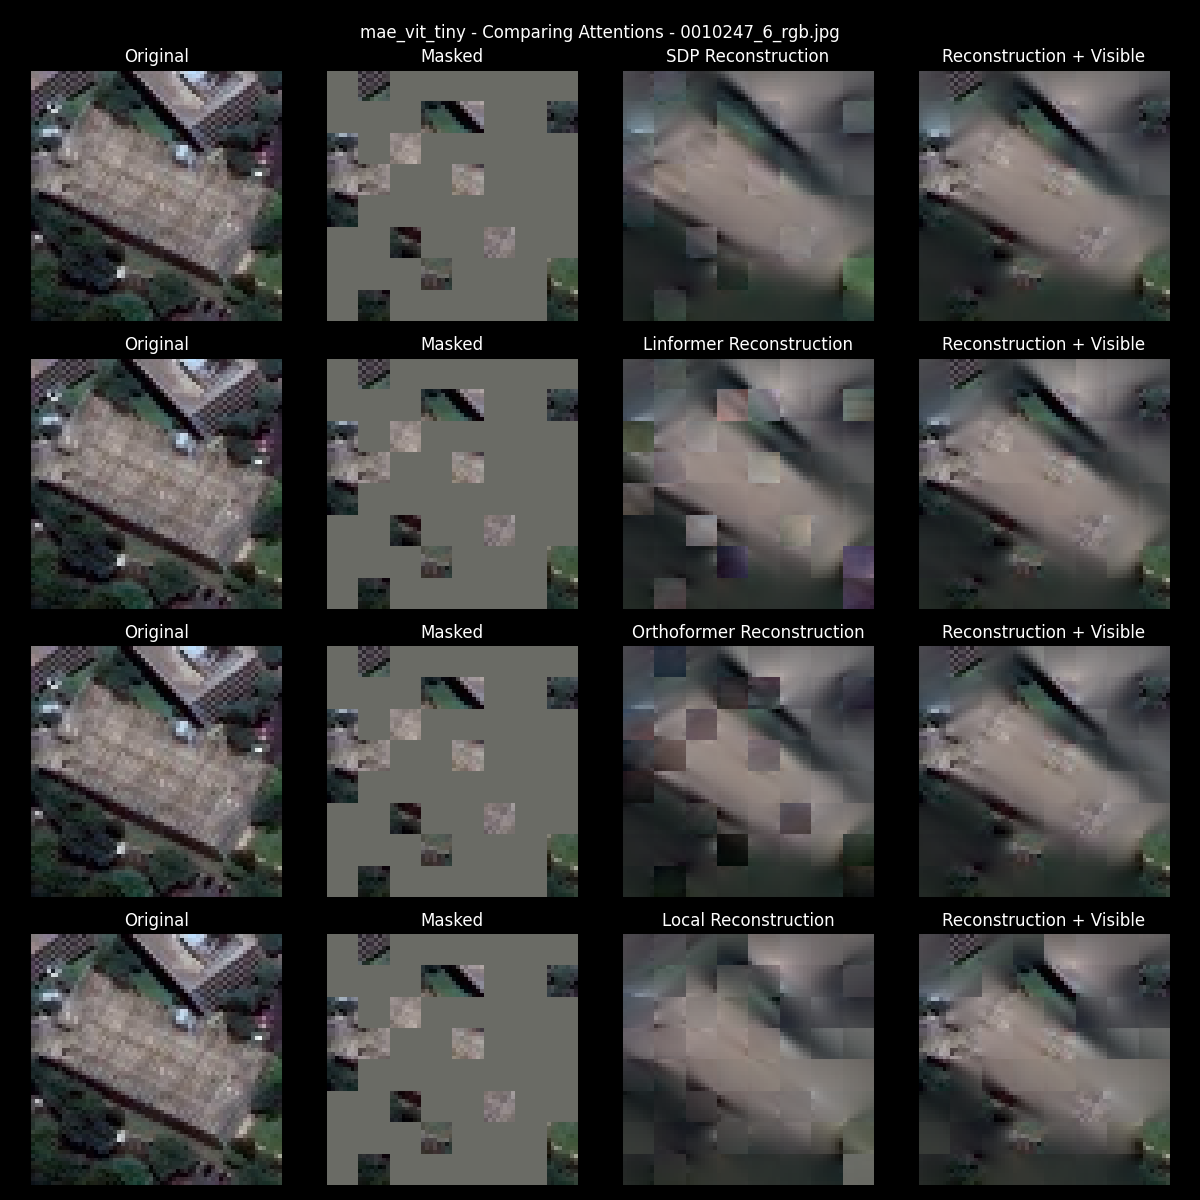 mae_vit_tiny - Comparing Attentions - 0010247_6_rgb.jpg
Original Masked SDP Reconstruction Reconstruction + Visible
Original Masked Linformer Reconstruction Reconstruction + Visible
Original Masked Orthoformer Reconstruction Reconstruction + Visible
Original Masked Local Reconstruction Reconstruction + Visible